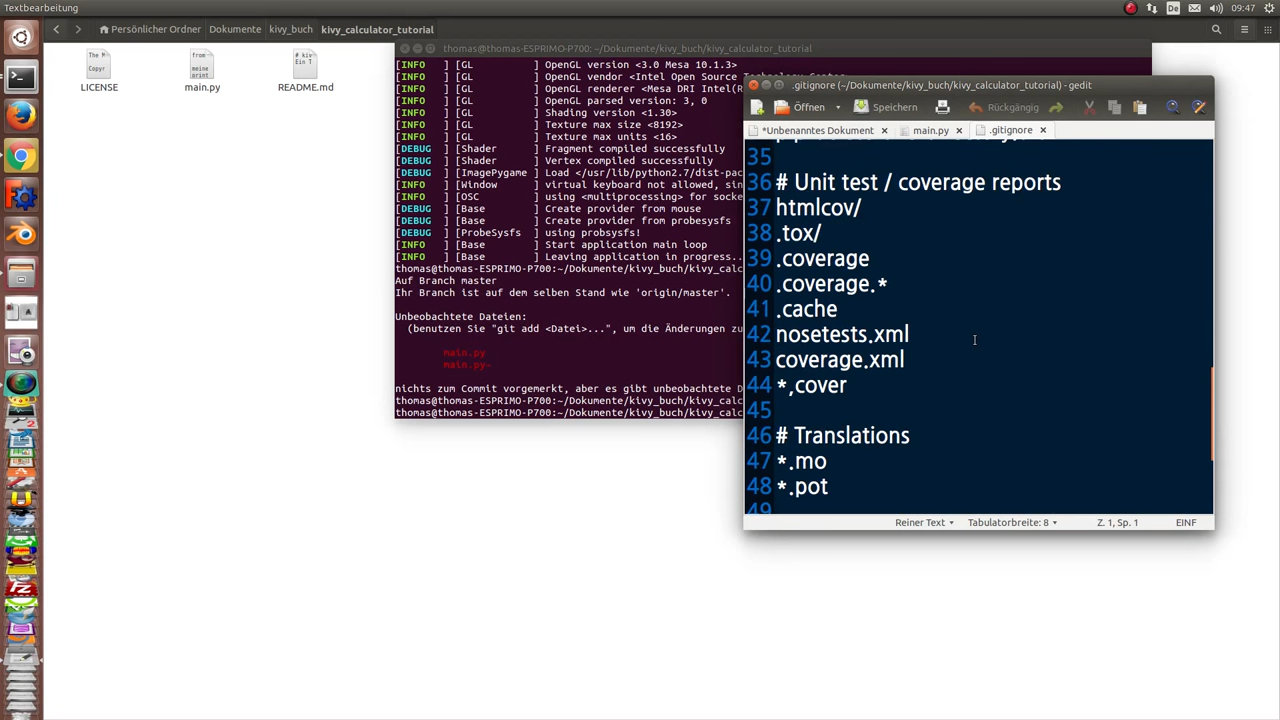 Textbearbeitung
De
09:47
Persönlicher Ordner
Dokumente
kivy_buch
kivy_calculator_tutorial
LICENSE
main.py
README.md
thomas@thomas-ESPRIMO-P700: ~/Dokumente/kivy_buch/kivy_calculator_tutorial
[INFO ] [GL ] OpenGL version <3.0 Mesa 10.1.3>
[INFO ] [GL ] OpenGL vendor <Intel Open Source Technology Center>
[INFO ] [GL ] OpenGL renderer <Mesa DRI Intel(R
[INFO ] [GL ] OpenGL parsed version: 3, 0
[INFO ] [GL ] Shading version <1.30>
[INFO ] [GL ] Texture max size <8192>
[INFO ] [GL ] Texture max units <16>
[DEBUG ] [Shader ] Fragment compiled successfully
[DEBUG ] [Shader ] Vertex compiled successfully
[DEBUG ] [ImagePygame ] Load </usr/lib/python2.7/dist-pac
[INFO ] [Window ] virtual keyboard not allowed, sin
[INFO ] [OSC ] using <multiprocessing> for socke
[DEBUG ] [Base ] Create provider from mouse
[DEBUG ] [Base ] Create provider from probesysfs
[DEBUG ] [ProbeSysfs ] using probsysfs!
[INFO ] [Base ] Start application main loop
[INFO ] [Base ] Leaving application in progress..
thomas@thomas-ESPRIMO-P700:~/Dokumente/kivy_buch/kivy_calc
Auf Branch master
Ihr Branch ist auf dem selben Stand wie 'origin/master'.
Unbeobachtete Dateien:
(benutzen Sie "git add <Datei>...", um die Änderungen zu
main.py
main.py~
nichts zum Commit vorgemerkt, aber es gibt unbeobachtete D
thomas@thomas-ESPRIMO-P700:~/Dokumente/kivy_buch/kivy_calc
thomas@thomas-ESPRIMO-P700:~/Dokumente/kivy_buch/kivy_calc
.gitignore (~/Dokumente/kivy_buch/kivy_calculator_tutorial) - gedit
Öffnen
Speichern
Rückgängig
*Unbenanntes Dokument
main.py
.gitignore
35
36 # Unit test / coverage reports
37 htmlcov/
38 .tox/
39 .coverage
40 .coverage.*
41 .cache
42 nosetests.xml
43 coverage.xml
44 *,cover
45
46 # Translations
47 *.mo
48 *.pot
49
Reiner Text
Tabulatorbreite: 8
Z. 1, Sp. 1
EINF